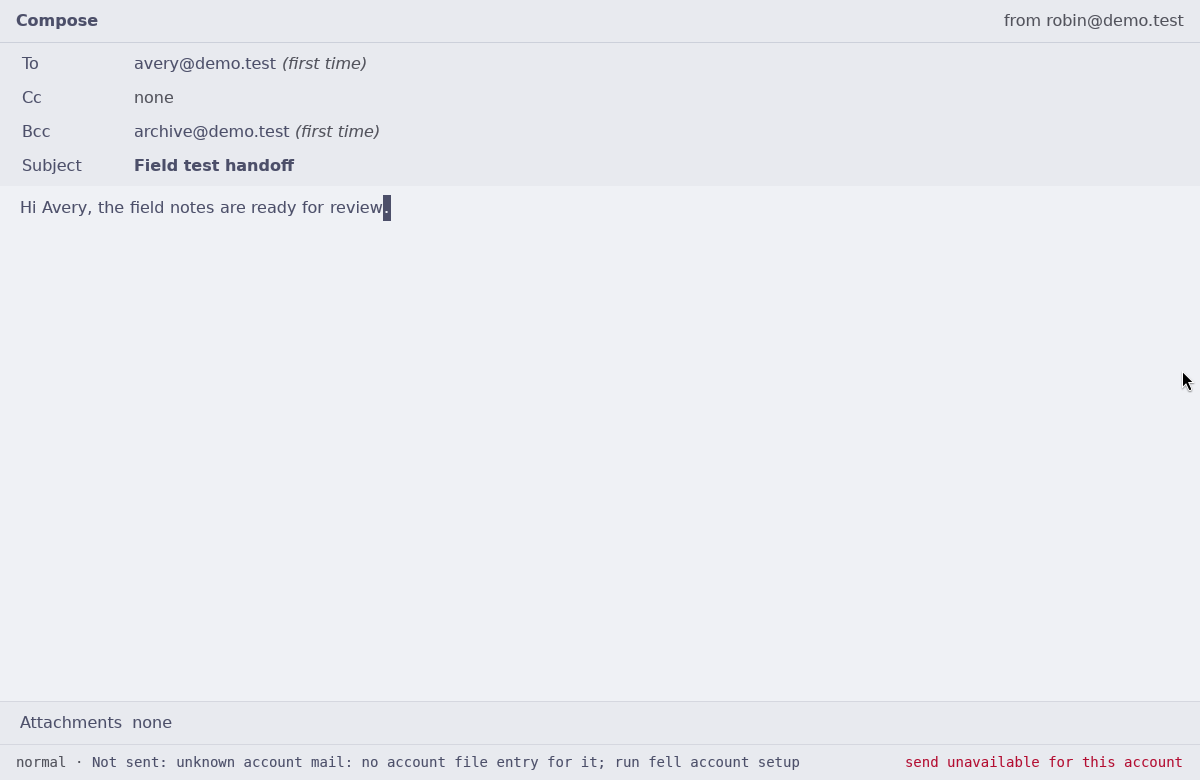 Compose from robin@demo.test
To avery@demo.test (first time)
Cc none
Bcc archive@demo.test (first time)
Subject Field test handoff
Hi Avery, the field notes are ready for review.
Attachments none
normal · Not sent: unknown account mail: no account file entry for it; run fell account setup send unavailable for this account